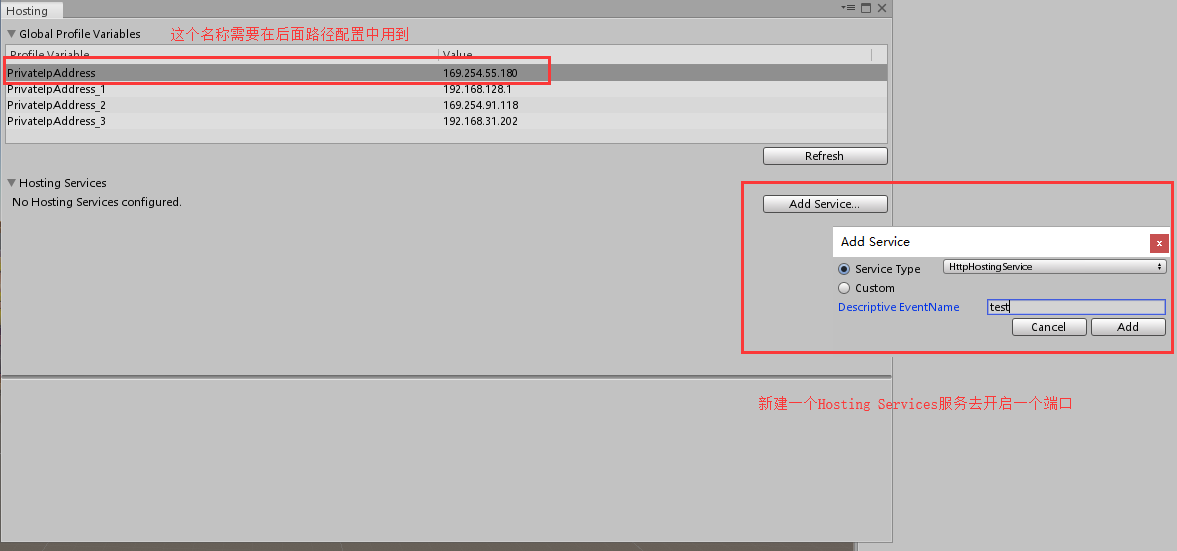 Hosting
Global Profile Variables 这个名称需要在后面路径配置中用到
Profile Variable Value
PrivateIpAddress 169.254.55.180
PrivateIpAddress_1 192.168.128.1
PrivateIpAddress_2 169.254.91.118
PrivateIpAddress_3 192.168.31.202
Refresh
Hosting Services
No Hosting Services configured.
Add Service...
Add Service
x
Service Type HttpHostingService
Custom
Descriptive EventName test
Cancel Add
新建一个Hosting Services服务去开启一个端口